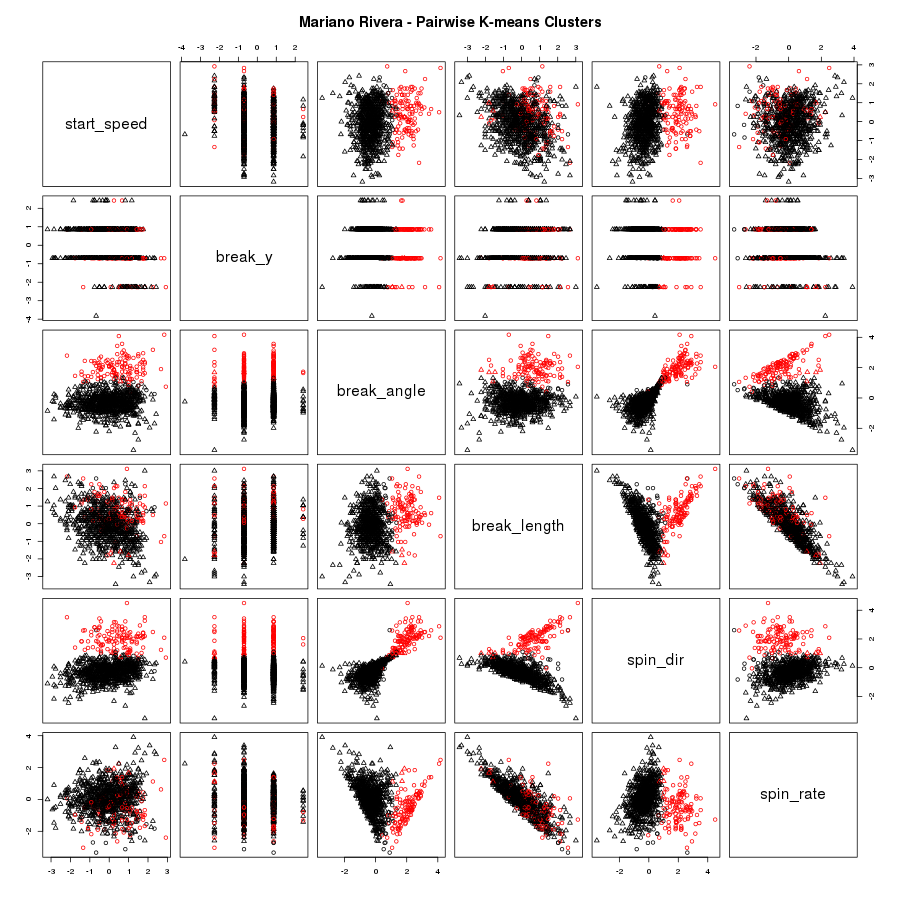 Mariano Rivera - Pairwise K-means Clusters
-4 -3 -2 -1 0 1 2
-3 -2 -1 0 1 2 3
-2 0 2 4
start_speed
3 2 1 0 -1 -2 -3
2 1 0 -1 -2 -3 -4
break_y
break_angle
4 2 0 -2
3 2 1 0 -1 -2 -3
break_length
spin_dir
4 2 0 -2
4 2 0 -2
spin_rate
-3 -2 -1 0 1 2 3
-2 0 2 4
-2 0 2 4